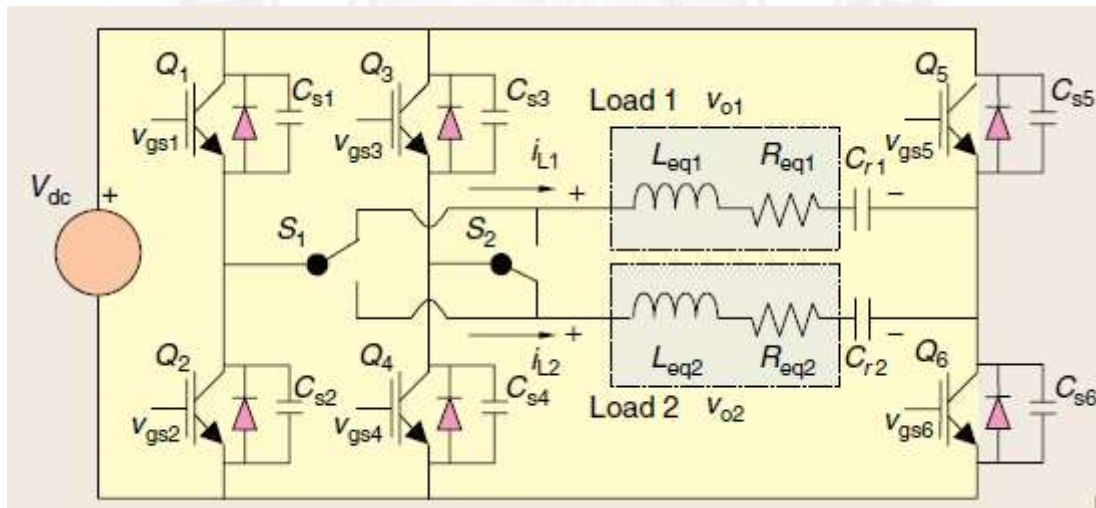 Q1
Cs1
vgs1
Q3
Cs3
vgs3
Load 1
vo1
Q5
Cs5
vgs5
iL1
+
Leq1
Req1
Cr1
−
Vdc
+
S1
S2
+
−
iL2
Leq2
Req2
Cr2
Q2
Cs2
vgs2
Q4
Cs4
vgs4
Load 2
vo2
Q6
Cs6
vgs6